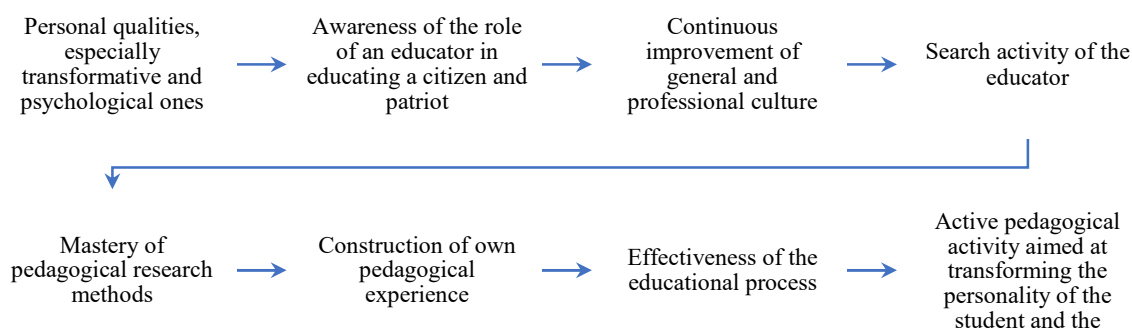 Personal qualities,
especially
transformative and
psychological ones
Awareness of the role
of an educator in
educating a citizen and
patriot
Continuous
improvement of
general and
professional culture
Search activity of the
educator
Mastery of
pedagogical research
methods
Construction of own
pedagogical
experience
Effectiveness of the
educational process
Active pedagogical
activity aimed at
transforming the
personality of the
student and the